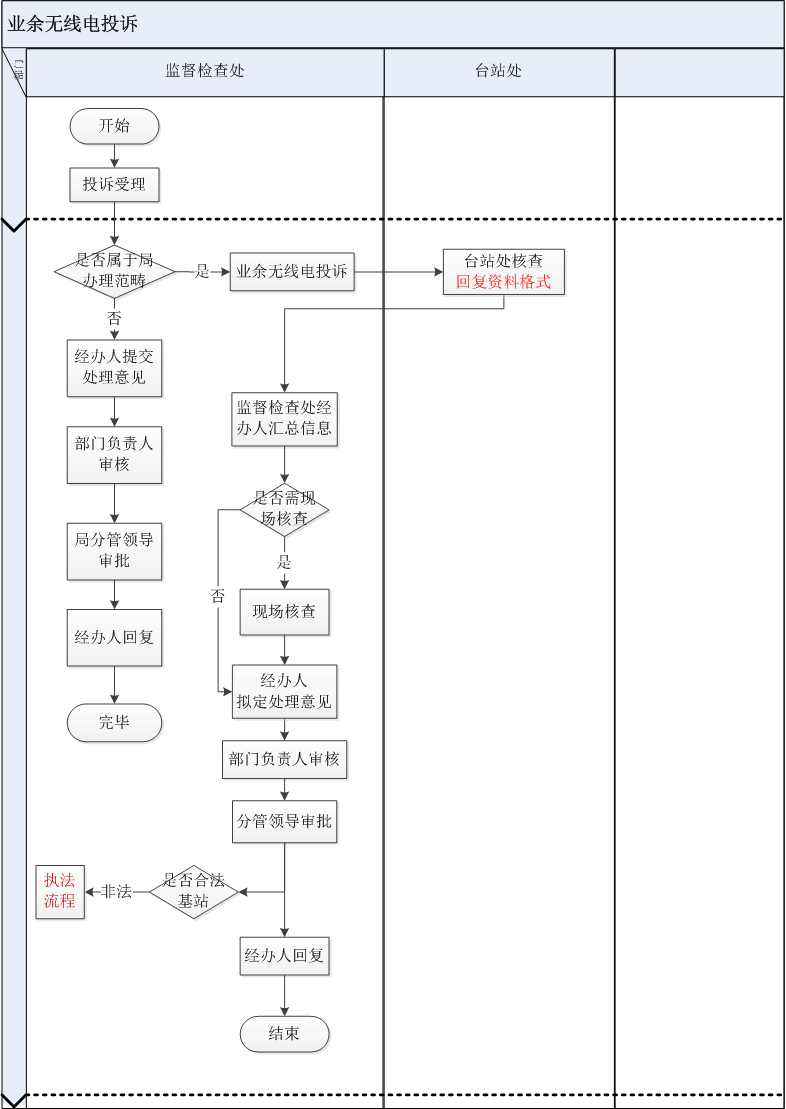 业余无线电投诉
部门
监督检查处
台站处
开始
投诉受理
是否属于局
办理范畴
是
业余无线电投诉
台站处核查
回复资料格式
否
经办人提交
处理意见
监督检查处经
办人汇总信息
部门负责人
审核
是否需现
场核查
局分管领导
审批
是
否
现场核查
经办人回复
经办人
拟定处理意见
完毕
部门负责人审核
分管领导审批
是否合法
基站
非法
执法
流程
经办人回复
结束